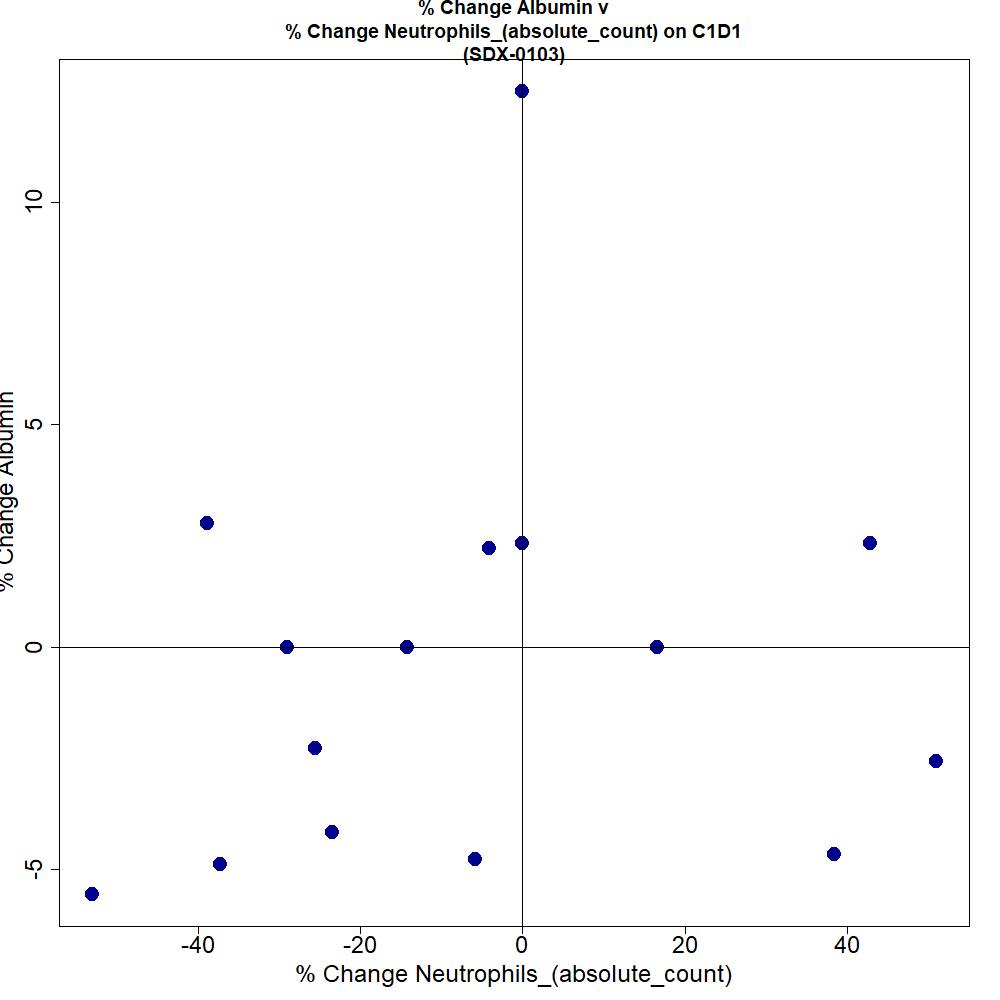 % Change Albumin v
% Change Neutrophils_(absolute_count) on C1D1
(SDX-0103)
% Change Albumin
10
5
0
-5
-40
-20
0
20
40
% Change Neutrophils_(absolute_count)